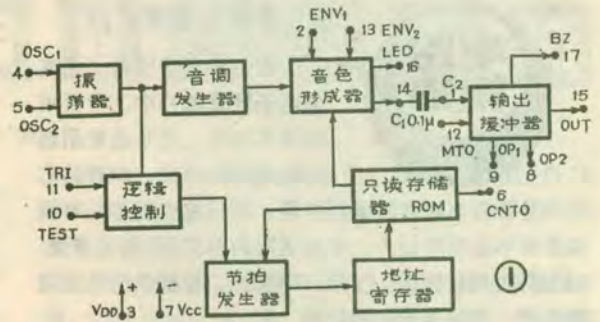 ENV1
2
13 ENV2
LED
16
BZ
17
OSC1
4
5
OSC2
振荡器
音调发生器
音色形成器
14
C1 0.1μ
C2
1
12
输出缓冲器
15
OUT
MTO
9
OP1
8
OP2
TRI
11
10
TEST
逻辑控制
只读存储器 ROM
6
CNTO
节拍发生器
地址寄存器
VDD 3
+
7 VCC
-
①